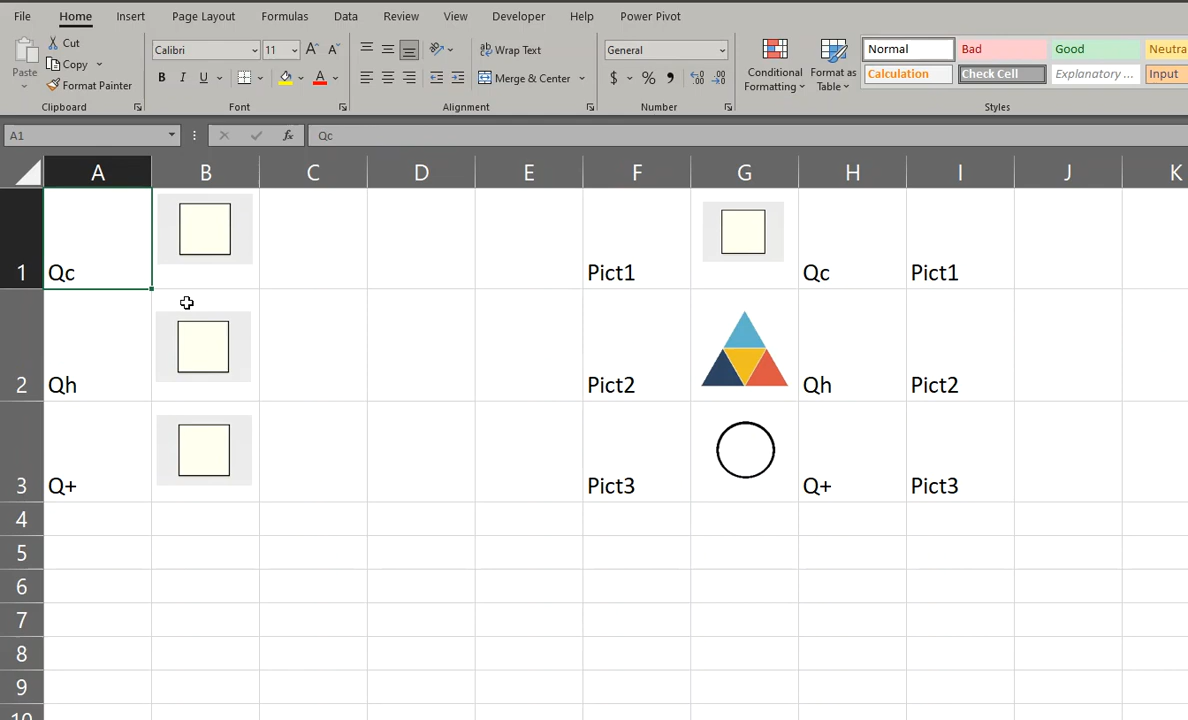 File Home Insert Page Layout Formulas Data Review View Developer Help Power Pivot
Paste
Cut
Copy
Format Painter
Clipboard
Calibri 11 A A
B I U A
Font
Wrap Text
Merge & Center
Alignment
General
$ % 9
Number
Conditional Formatting
Format as Table
Normal Bad Good Neutra
Calculation Check Cell Explanatory ... Input
Styles
A1 fx Qc
A B C D E F G H I J K
1 Qc Pict1 Qc Pict1
2 Qh Pict2 Qh Pict2
3 Q+ Pict3 Q+ Pict3
4
5
6
7
8
9
10